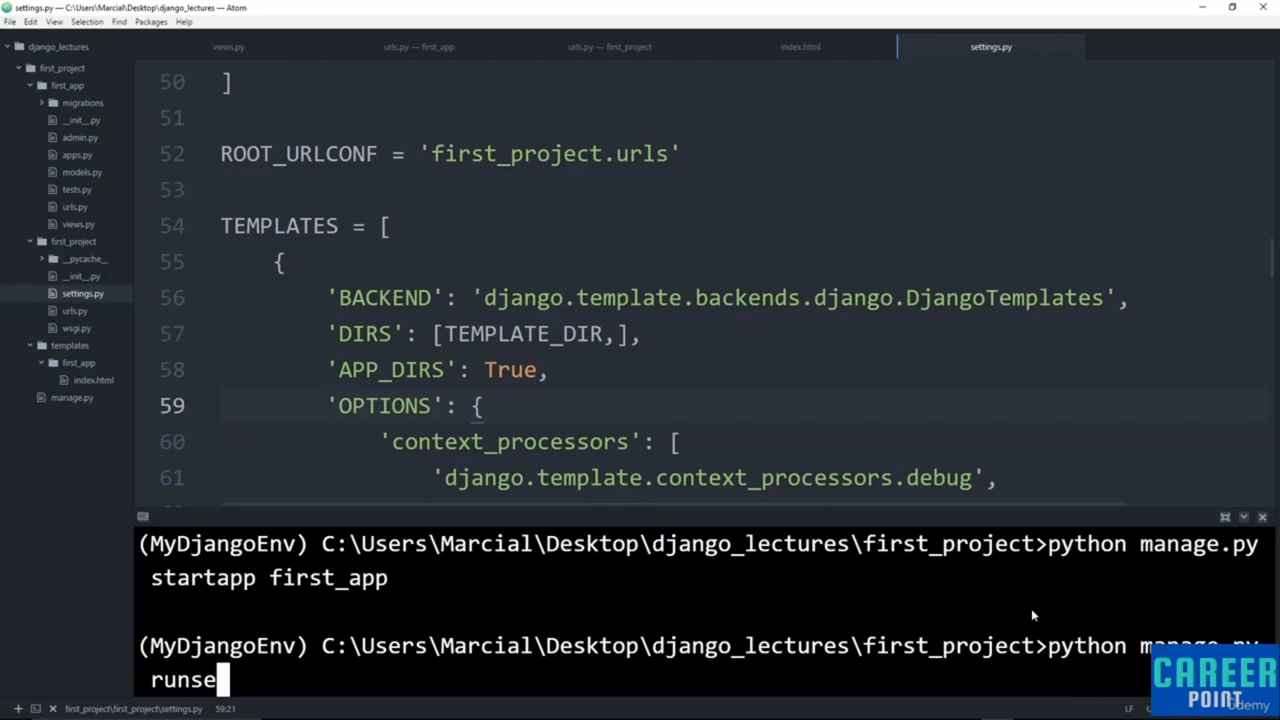 settings.py — C:\Users\Marcial\Desktop\django_lectures — Atom
File Edit View Selection Find Packages Help
django_lectures
first_project
first_app
migrations
__init__.py
admin.py
apps.py
models.py
tests.py
urls.py
views.py
first_project
__pycache__
__init__.py
settings.py
urls.py
wsgi.py
templates
first_app
index.html
manage.py
views.py urls.py — first_app urls.py — first_project index.html settings.py
50 ]
51
52 ROOT_URLCONF = 'first_project.urls'
53
54 TEMPLATES = [
55 {
56 'BACKEND': 'django.template.backends.django.DjangoTemplates',
57 'DIRS': [TEMPLATE_DIR,],
58 'APP_DIRS': True,
59 'OPTIONS': {
60 'context_processors': [
61 'django.template.context_processors.debug',
(MyDjangoEnv) C:\Users\Marcial\Desktop\django_lectures\first_project>python manage.py
startapp first_app
(MyDjangoEnv) C:\Users\Marcial\Desktop\django_lectures\first_project>python manage.py
runse
CAREER
POINT
Udemy
first_project\first_project\settings.py 59:21 LF